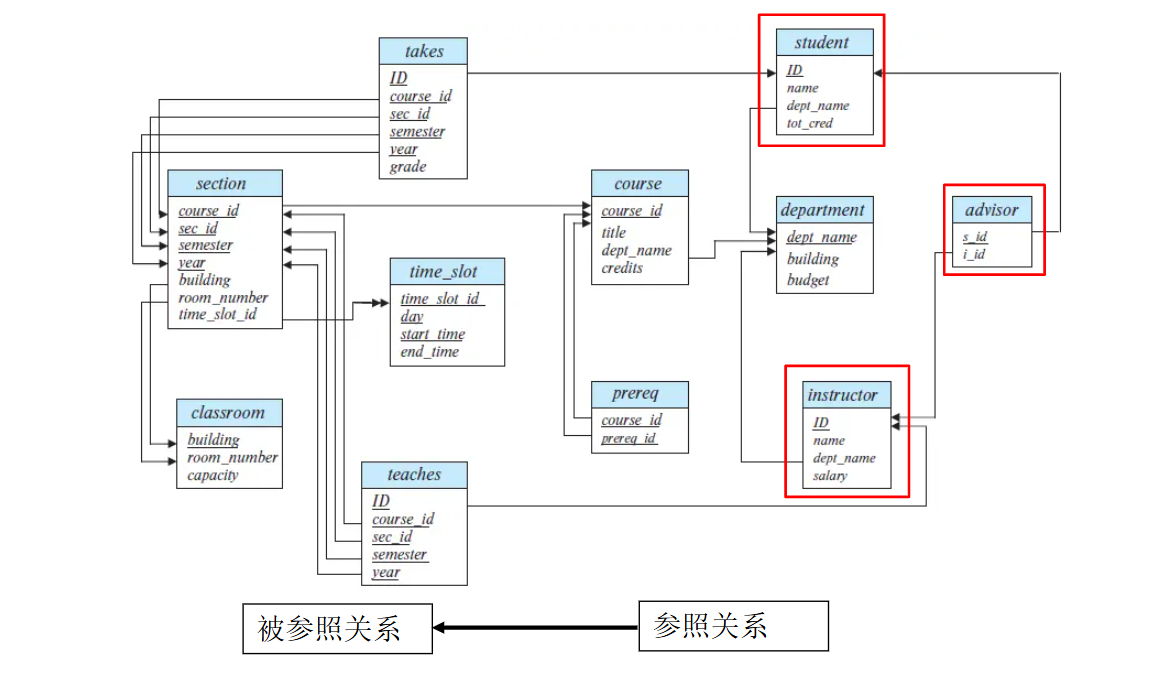 takes
ID
course_id
sec_id
semester
year
grade
student
ID
name
dept_name
tot_cred
section
course_id
sec_id
semester
year
building
room_number
time_slot_id
course
course_id
title
dept_name
credits
department
dept_name
building
budget
advisor
s_id
i_id
time_slot
time_slot_id
day
start_time
end_time
prereq
course_id
prereq_id
instructor
ID
name
dept_name
salary
classroom
building
room_number
capacity
teaches
ID
course_id
sec_id
semester
year
被参照关系
参照关系